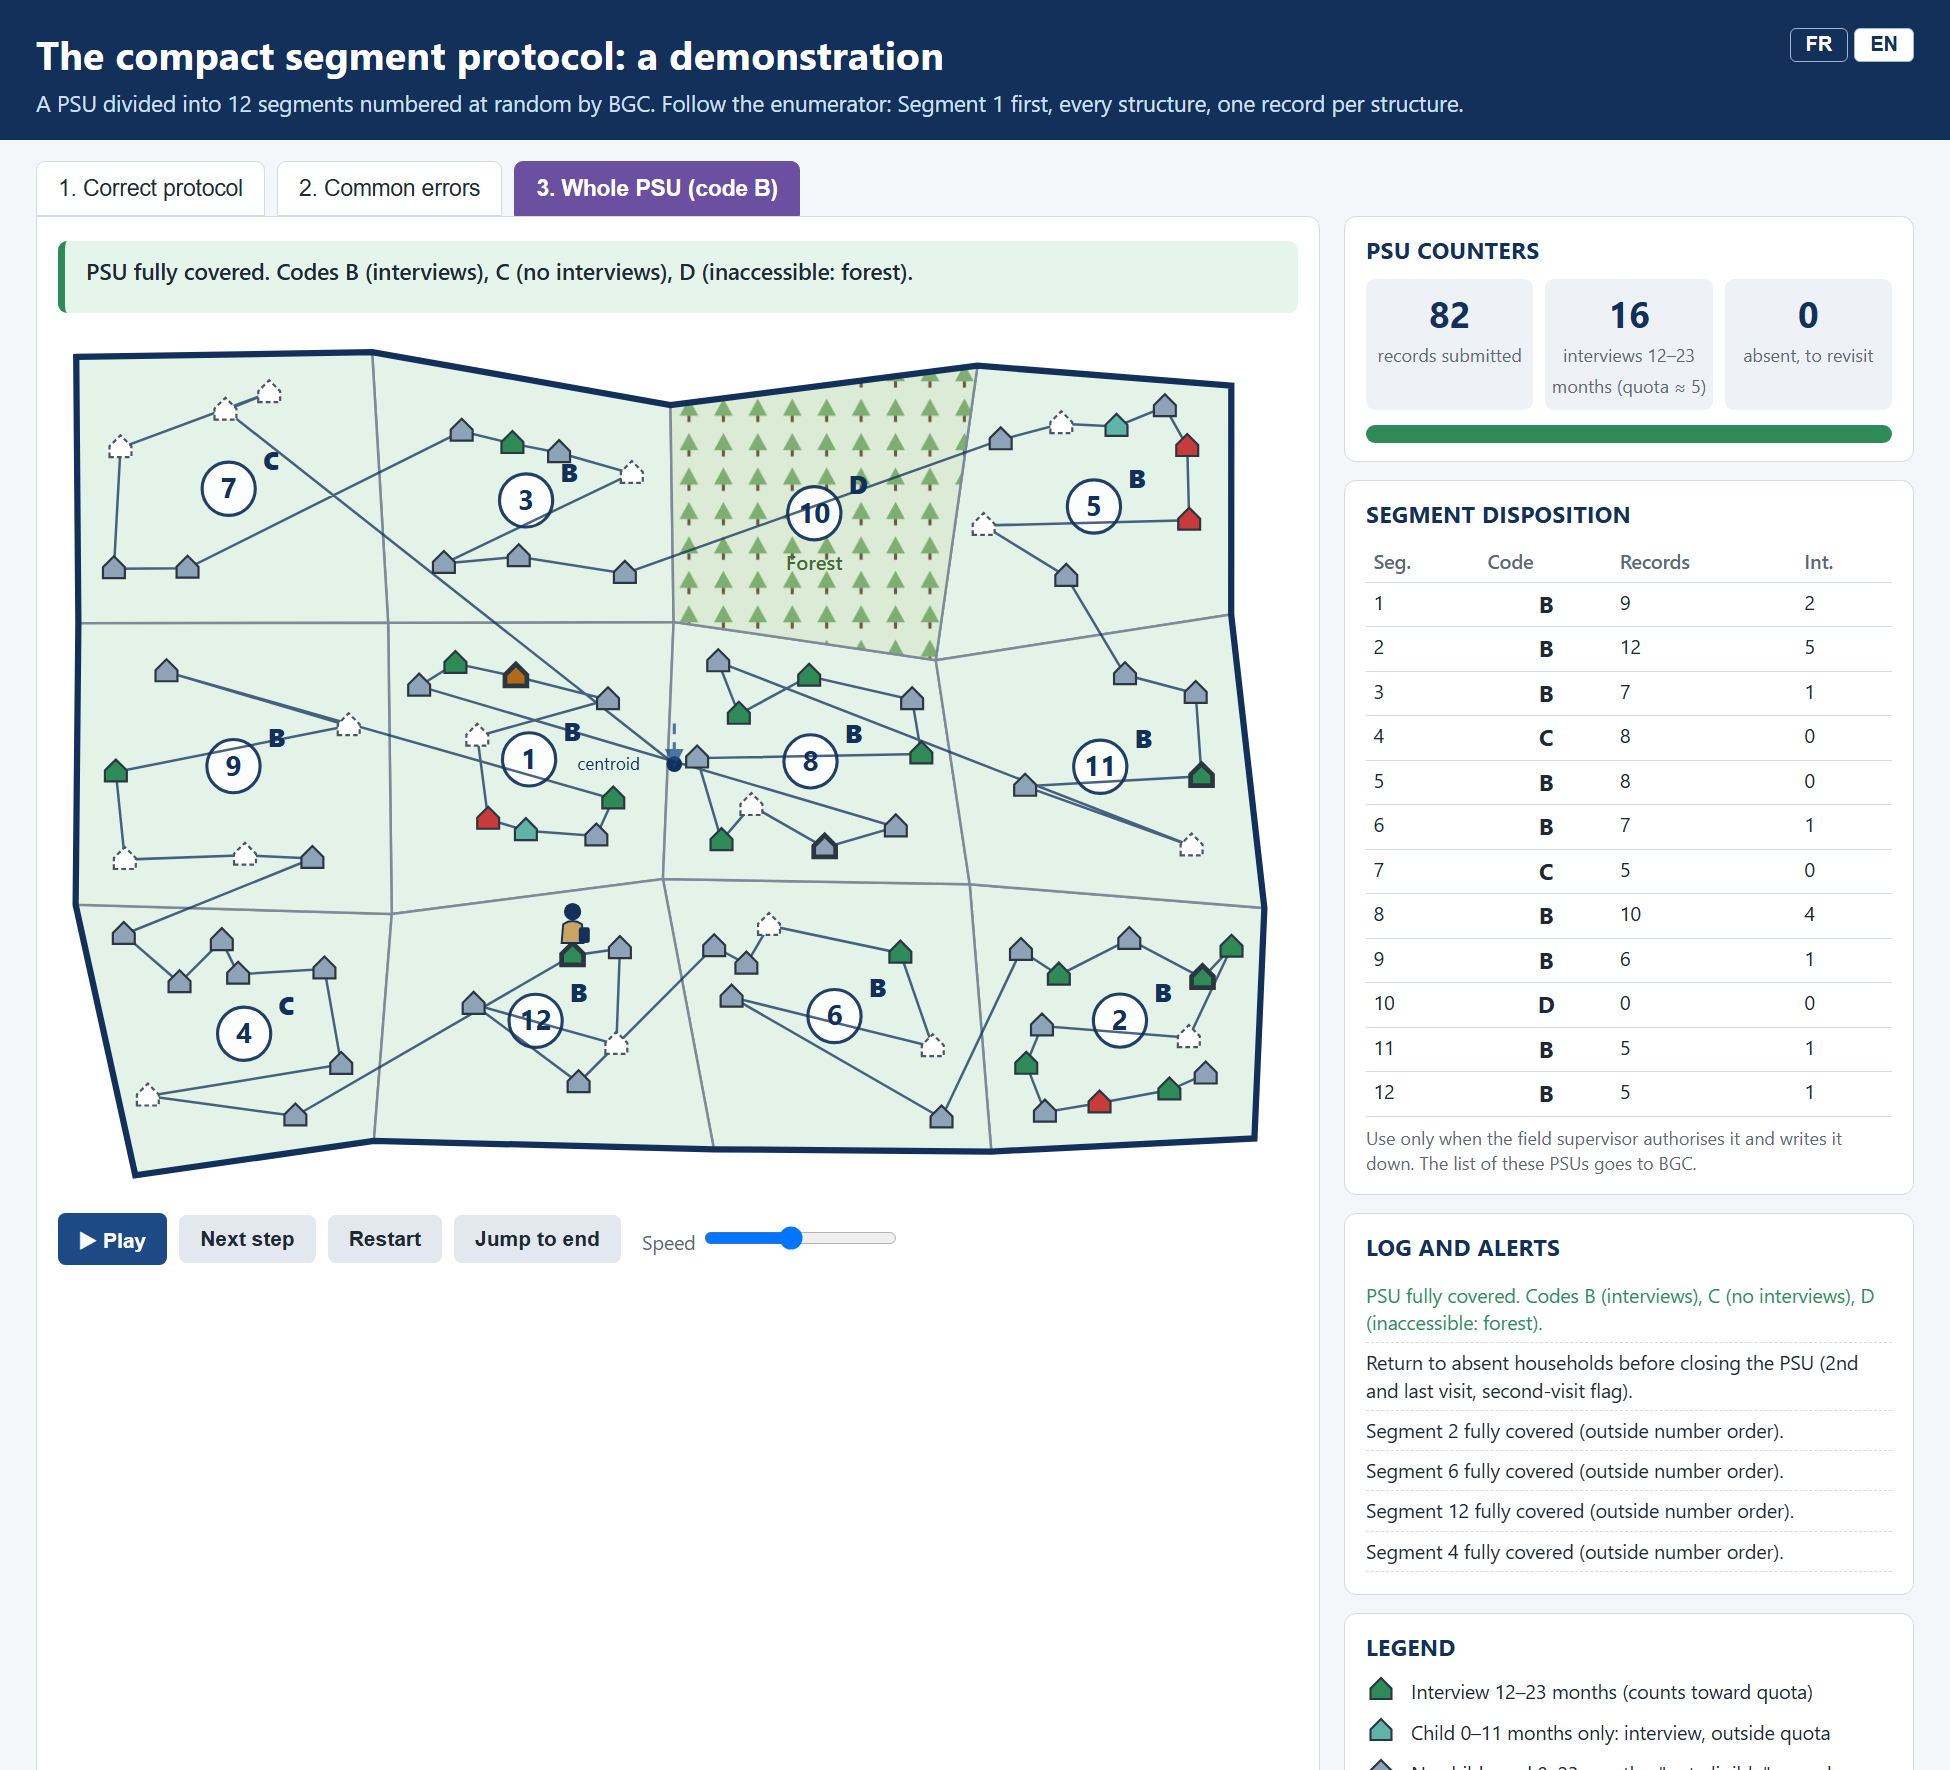 The compact segment protocol: a demonstration
FR EN
A PSU divided into 12 segments numbered at random by BGC. Follow the enumerator: Segment 1 first, every structure, one record per structure.
1. Correct protocol
2. Common errors
3. Whole PSU (code B)
PSU fully covered. Codes B (interviews), C (no interviews), D (inaccessible: forest).
7 C
3 B
10 D
Forest
5 B
9 B
1 B
centroid
8 B
11 B
4 C
12 B
6 B
2 B
▶ Play
Next step
Restart
Jump to end
Speed
PSU COUNTERS
82
records submitted
16
interviews 12–23
months (quota ≈ 5)
0
absent, to revisit
SEGMENT DISPOSITION
Seg. Code Records Int.
1 B 9 2
2 B 12 5
3 B 7 1
4 C 8 0
5 B 8 0
6 B 7 1
7 C 5 0
8 B 10 4
9 B 6 1
10 D 0 0
11 B 5 1
12 B 5 1
Use only when the field supervisor authorises it and writes it
down. The list of these PSUs goes to BGC.
LOG AND ALERTS
PSU fully covered. Codes B (interviews), C (no interviews), D
(inaccessible: forest).
Return to absent households before closing the PSU (2nd
and last visit, second-visit flag).
Segment 2 fully covered (outside number order).
Segment 6 fully covered (outside number order).
Segment 12 fully covered (outside number order).
Segment 4 fully covered (outside number order).
LEGEND
Interview 12–23 months (counts toward quota)
Child 0–11 months only: interview, outside quota